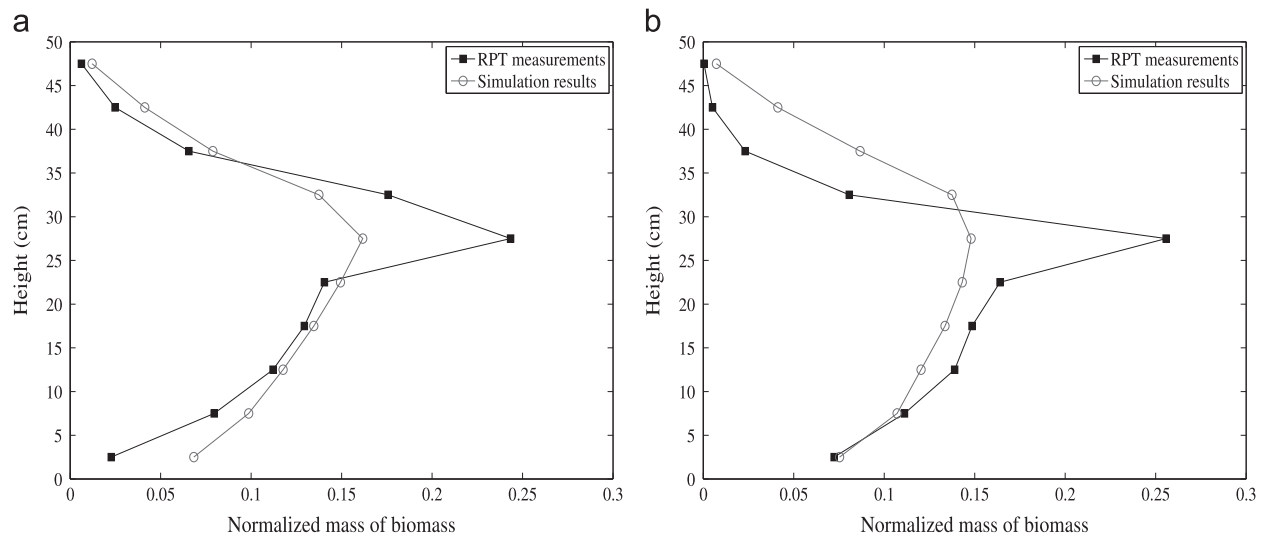 a
50
45
40
35
30
25
20
15
10
5
0
Height (cm)
0 0.05 0.1 0.15 0.2 0.25 0.3
Normalized mass of biomass
RPT measurements
Simulation results
b
50
45
40
35
30
25
20
15
10
5
0
Height (cm)
0 0.05 0.1 0.15 0.2 0.25 0.3
Normalized mass of biomass
RPT measurements
Simulation results